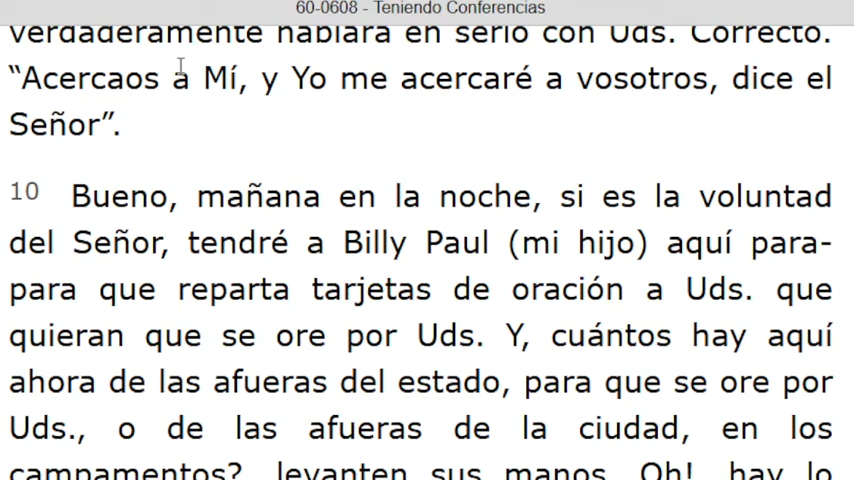 60-0608 - Teniendo Conferencias
verdaderamente hablara en serio con Uds. Correcto.
“Acercaos a Mí, y Yo me acercaré a vosotros, dice el
Señor”.
10 Bueno, mañana en la noche, si es la voluntad
del Señor, tendré a Billy Paul (mi hijo) aquí para-
para que reparta tarjetas de oración a Uds. que
quieran que se ore por Uds. Y, cuántos hay aquí
ahora de las afueras del estado, para que se ore por
Uds., o de las afueras de la ciudad, en los
campamentos?, levanten sus manos. Oh!, hay lo